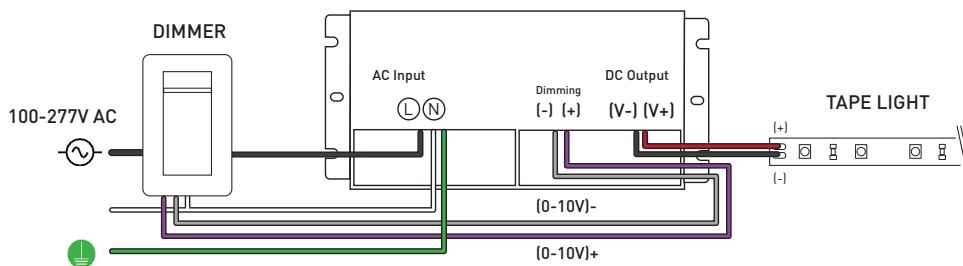 DIMMER
100-277V AC
AC Input
L N
Dimming
(-) (+)
DC Output
(V-) (V+)
TAPE LIGHT
(+)
(-)
(0-10V)-
(0-10V)+